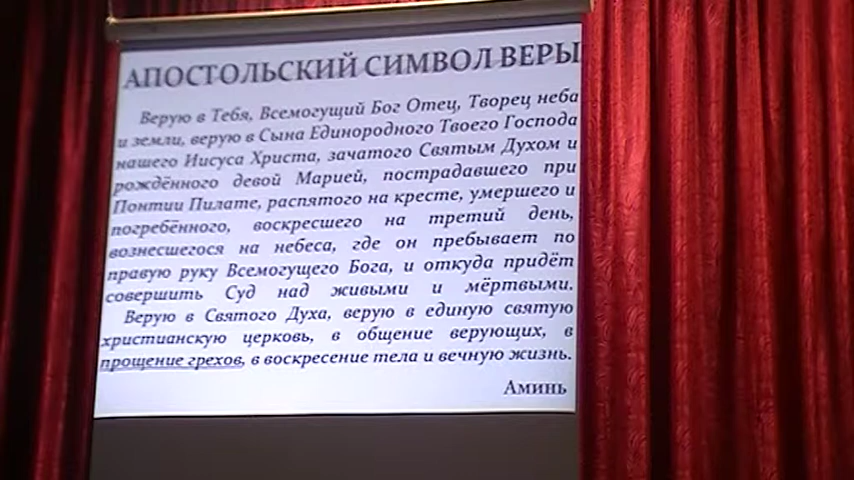 АПОСТОЛЬСКИЙ СИМВОЛ ВЕРЫ
Верую в Тебя, Всемогущий Бог Отец, Творец неба
и земли, верую в Сына Единородного Твоего Господа
нашего Иисуса Христа, зачатого Святым Духом и
рождённого девой Марией, пострадавшего при
Понтии Пилате, распятого на кресте, умершего и
погребённого, воскресшего на третий день,
вознесшегося на небеса, где он пребывает по
правую руку Всемогущего Бога, и откуда придёт
совершить Суд над живыми и мёртвыми.
Верую в Святого Духа, верую в единую святую
христианскую церковь, в общение верующих, в
прощение грехов, в воскресение тела и вечную жизнь.
Аминь